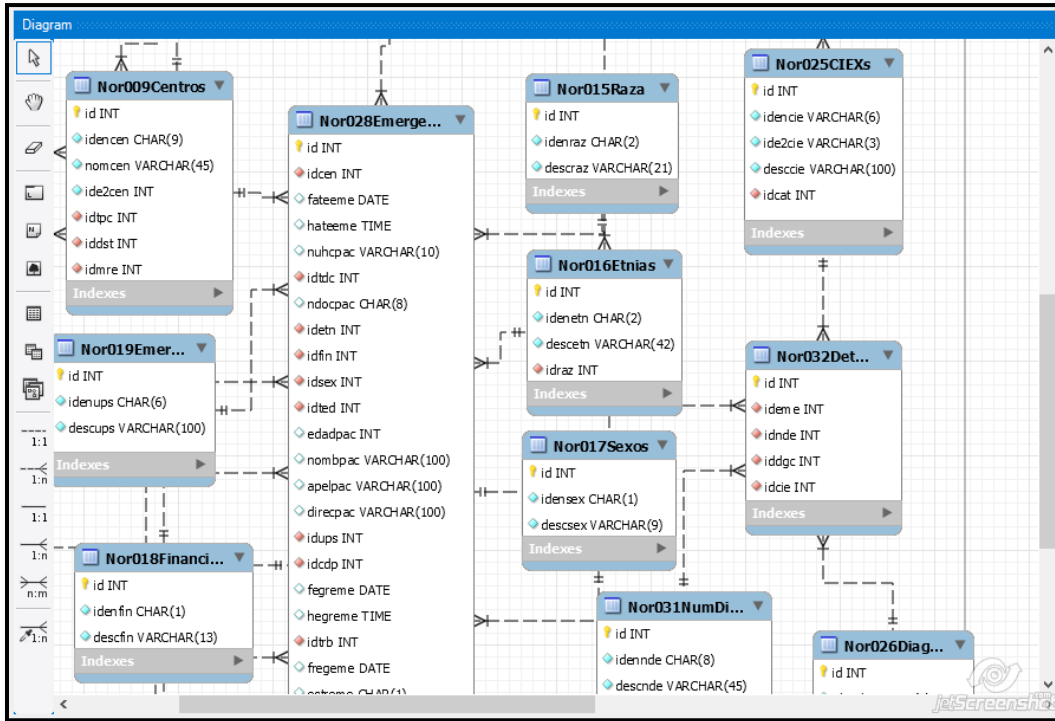 Diagram
1:1
1:n
1:1
1:n
n:m
1:n
Nor009Centros
id INT
idencen CHAR(9)
nomcen VARCHAR(45)
ide2cen INT
idtpc INT
iddst INT
idmre INT
Indexes
Nor019Emer...
id INT
idenups CHAR(6)
descups VARCHAR(100)
Indexes
Nor018Financi...
id INT
idenfin CHAR(1)
descfin VARCHAR(13)
Indexes
Nor028Emerge...
id INT
idcen INT
fateeme DATE
hateeme TIME
nuhcpac VARCHAR(10)
idtdc INT
ndocpac CHAR(8)
idetn INT
idfin INT
idsex INT
idted INT
edadpac INT
nombpac VARCHAR(100)
apelpac VARCHAR(100)
direcpac VARCHAR(100)
idups INT
idcdp INT
fegreme DATE
hegreme TIME
idtrb INT
fregeme DATE
Nor015Raza
id INT
idenraz CHAR(2)
descraz VARCHAR(21)
Indexes
Nor016Etnias
id INT
idenetn CHAR(2)
descetn VARCHAR(42)
idraz INT
Indexes
Nor017Sexos
id INT
idensex CHAR(1)
descsex VARCHAR(9)
Indexes
Nor031NumDi...
id INT
idennde CHAR(8)
descnde VARCHAR(45)
Nor025CIEXs
id INT
idencie VARCHAR(6)
ide2cie VARCHAR(3)
desccie VARCHAR(100)
idcat INT
Indexes
Nor032Det...
id INT
ideme INT
idnde INT
iddgc INT
idcie INT
Indexes
Nor026Diag...
id INT